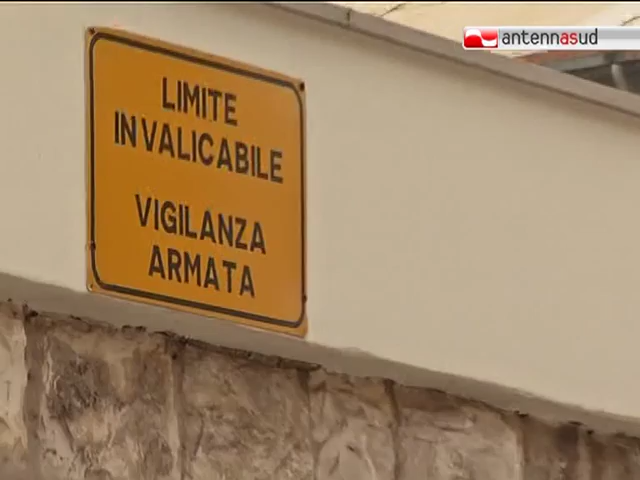 antennasud
LIMITE
INVALICABILE
VIGILANZA
ARMATA